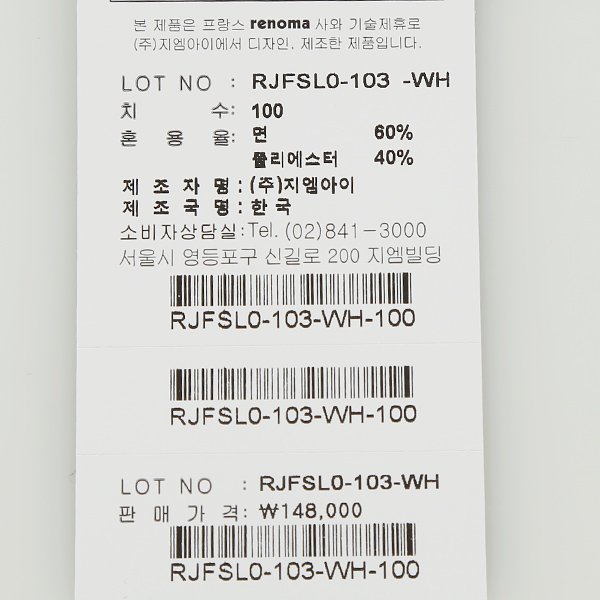 본 제품은 프랑스 renoma 사와 기술제휴로
(주)지엠아이에서 디자인, 제조한 제품입니다.
LOT NO : RJFSL0-103 -WH
치 수: 100
혼 용 율: 면 60%
폴리에스터 40%
제 조 자 명 : (주)지엠아이
제 조 국 명 : 한 국
소비자상담실:Tel. (02)841-3000
서울시 영등포구 신길로 200 지엠빌딩
RJFSL0-103-WH-100
RJFSL0-103-WH-100
LOT NO : RJFSL0-103-WH
판 매 가 격: ₩148,000
RJFSL0-103-WH-100